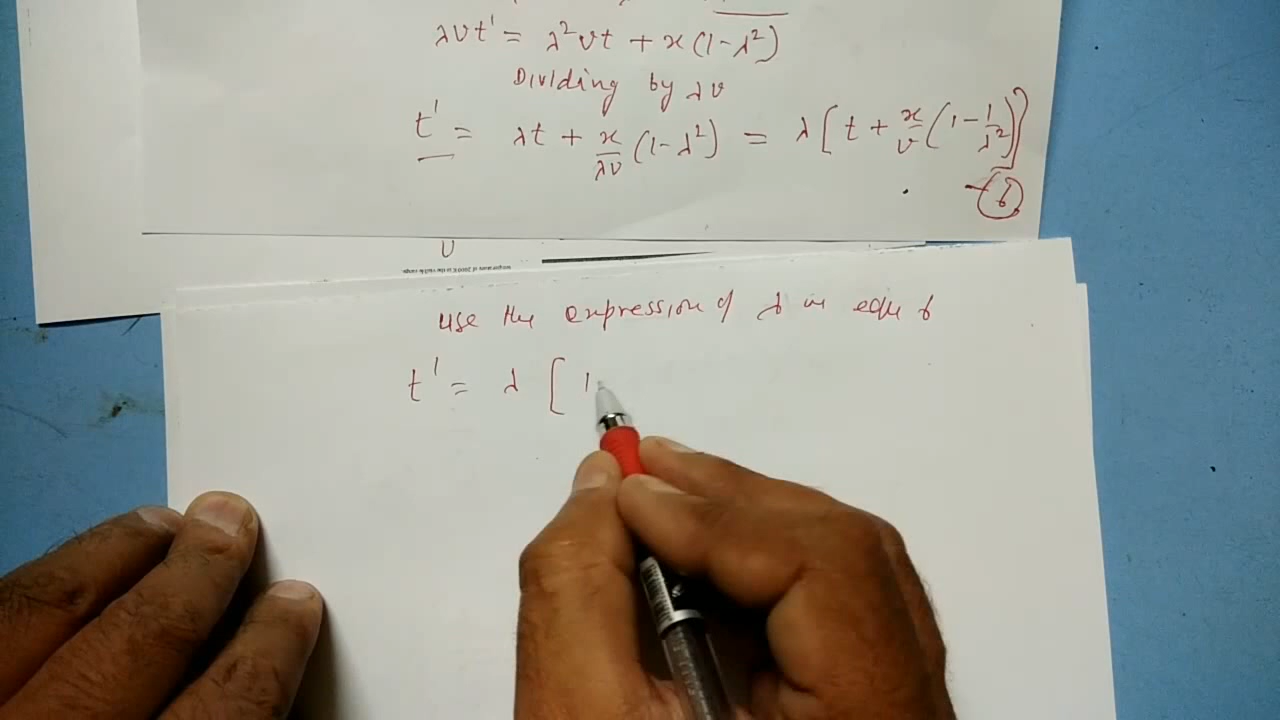 λvt' = λ²vt + x(1-λ²)
Dividing by λv
t' = λt + x/λv (1-λ²) = λ[t + x/v (1 - 1/λ²)]
-6
v
use the expression of λ in equ 6
t' = λ [